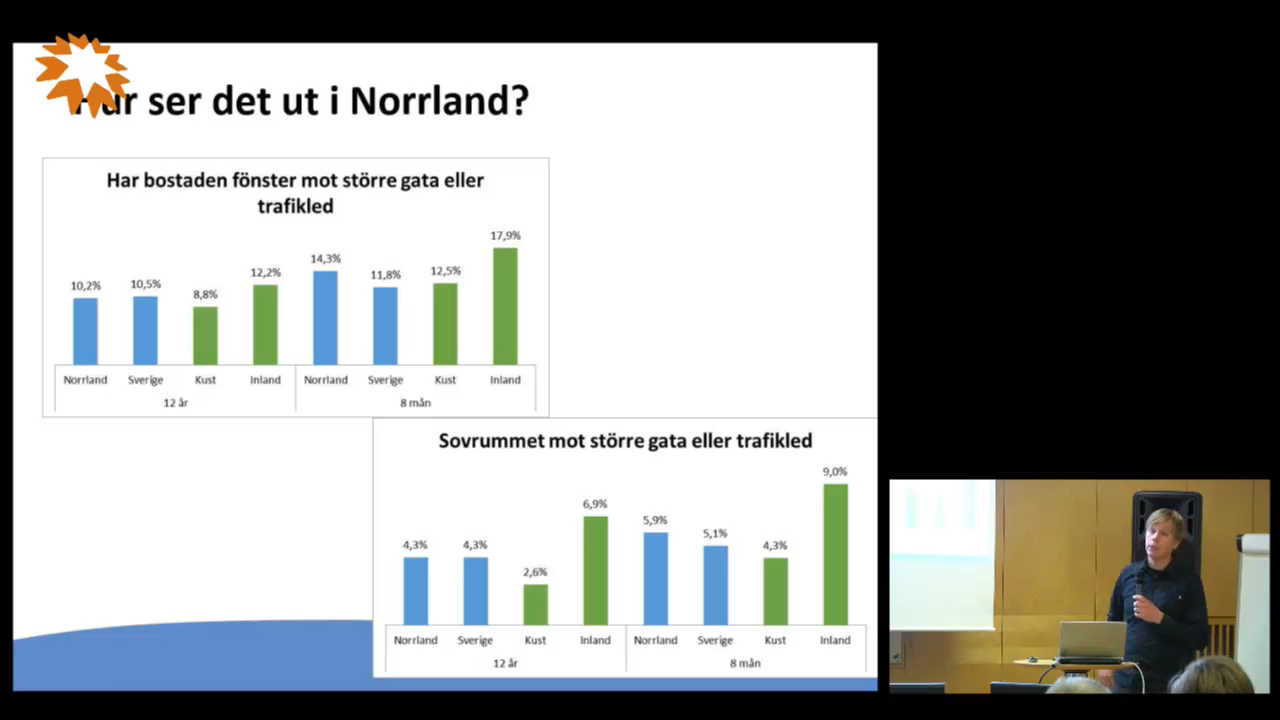 Hur ser det ut i Norrland?
Har bostaden fönster mot större gata eller
trafikled
10,2%
10,5%
8,8%
12,2%
14,3%
11,8%
12,5%
17,9%
Norrland Sverige Kust Inland Norrland Sverige Kust Inland
12 år 8 mån
Sovrummet mot större gata eller trafikled
4,3%
4,3%
2,6%
6,9%
5,9%
5,1%
4,3%
9,0%
Norrland Sverige Kust Inland Norrland Sverige Kust Inland
12 år 8 mån